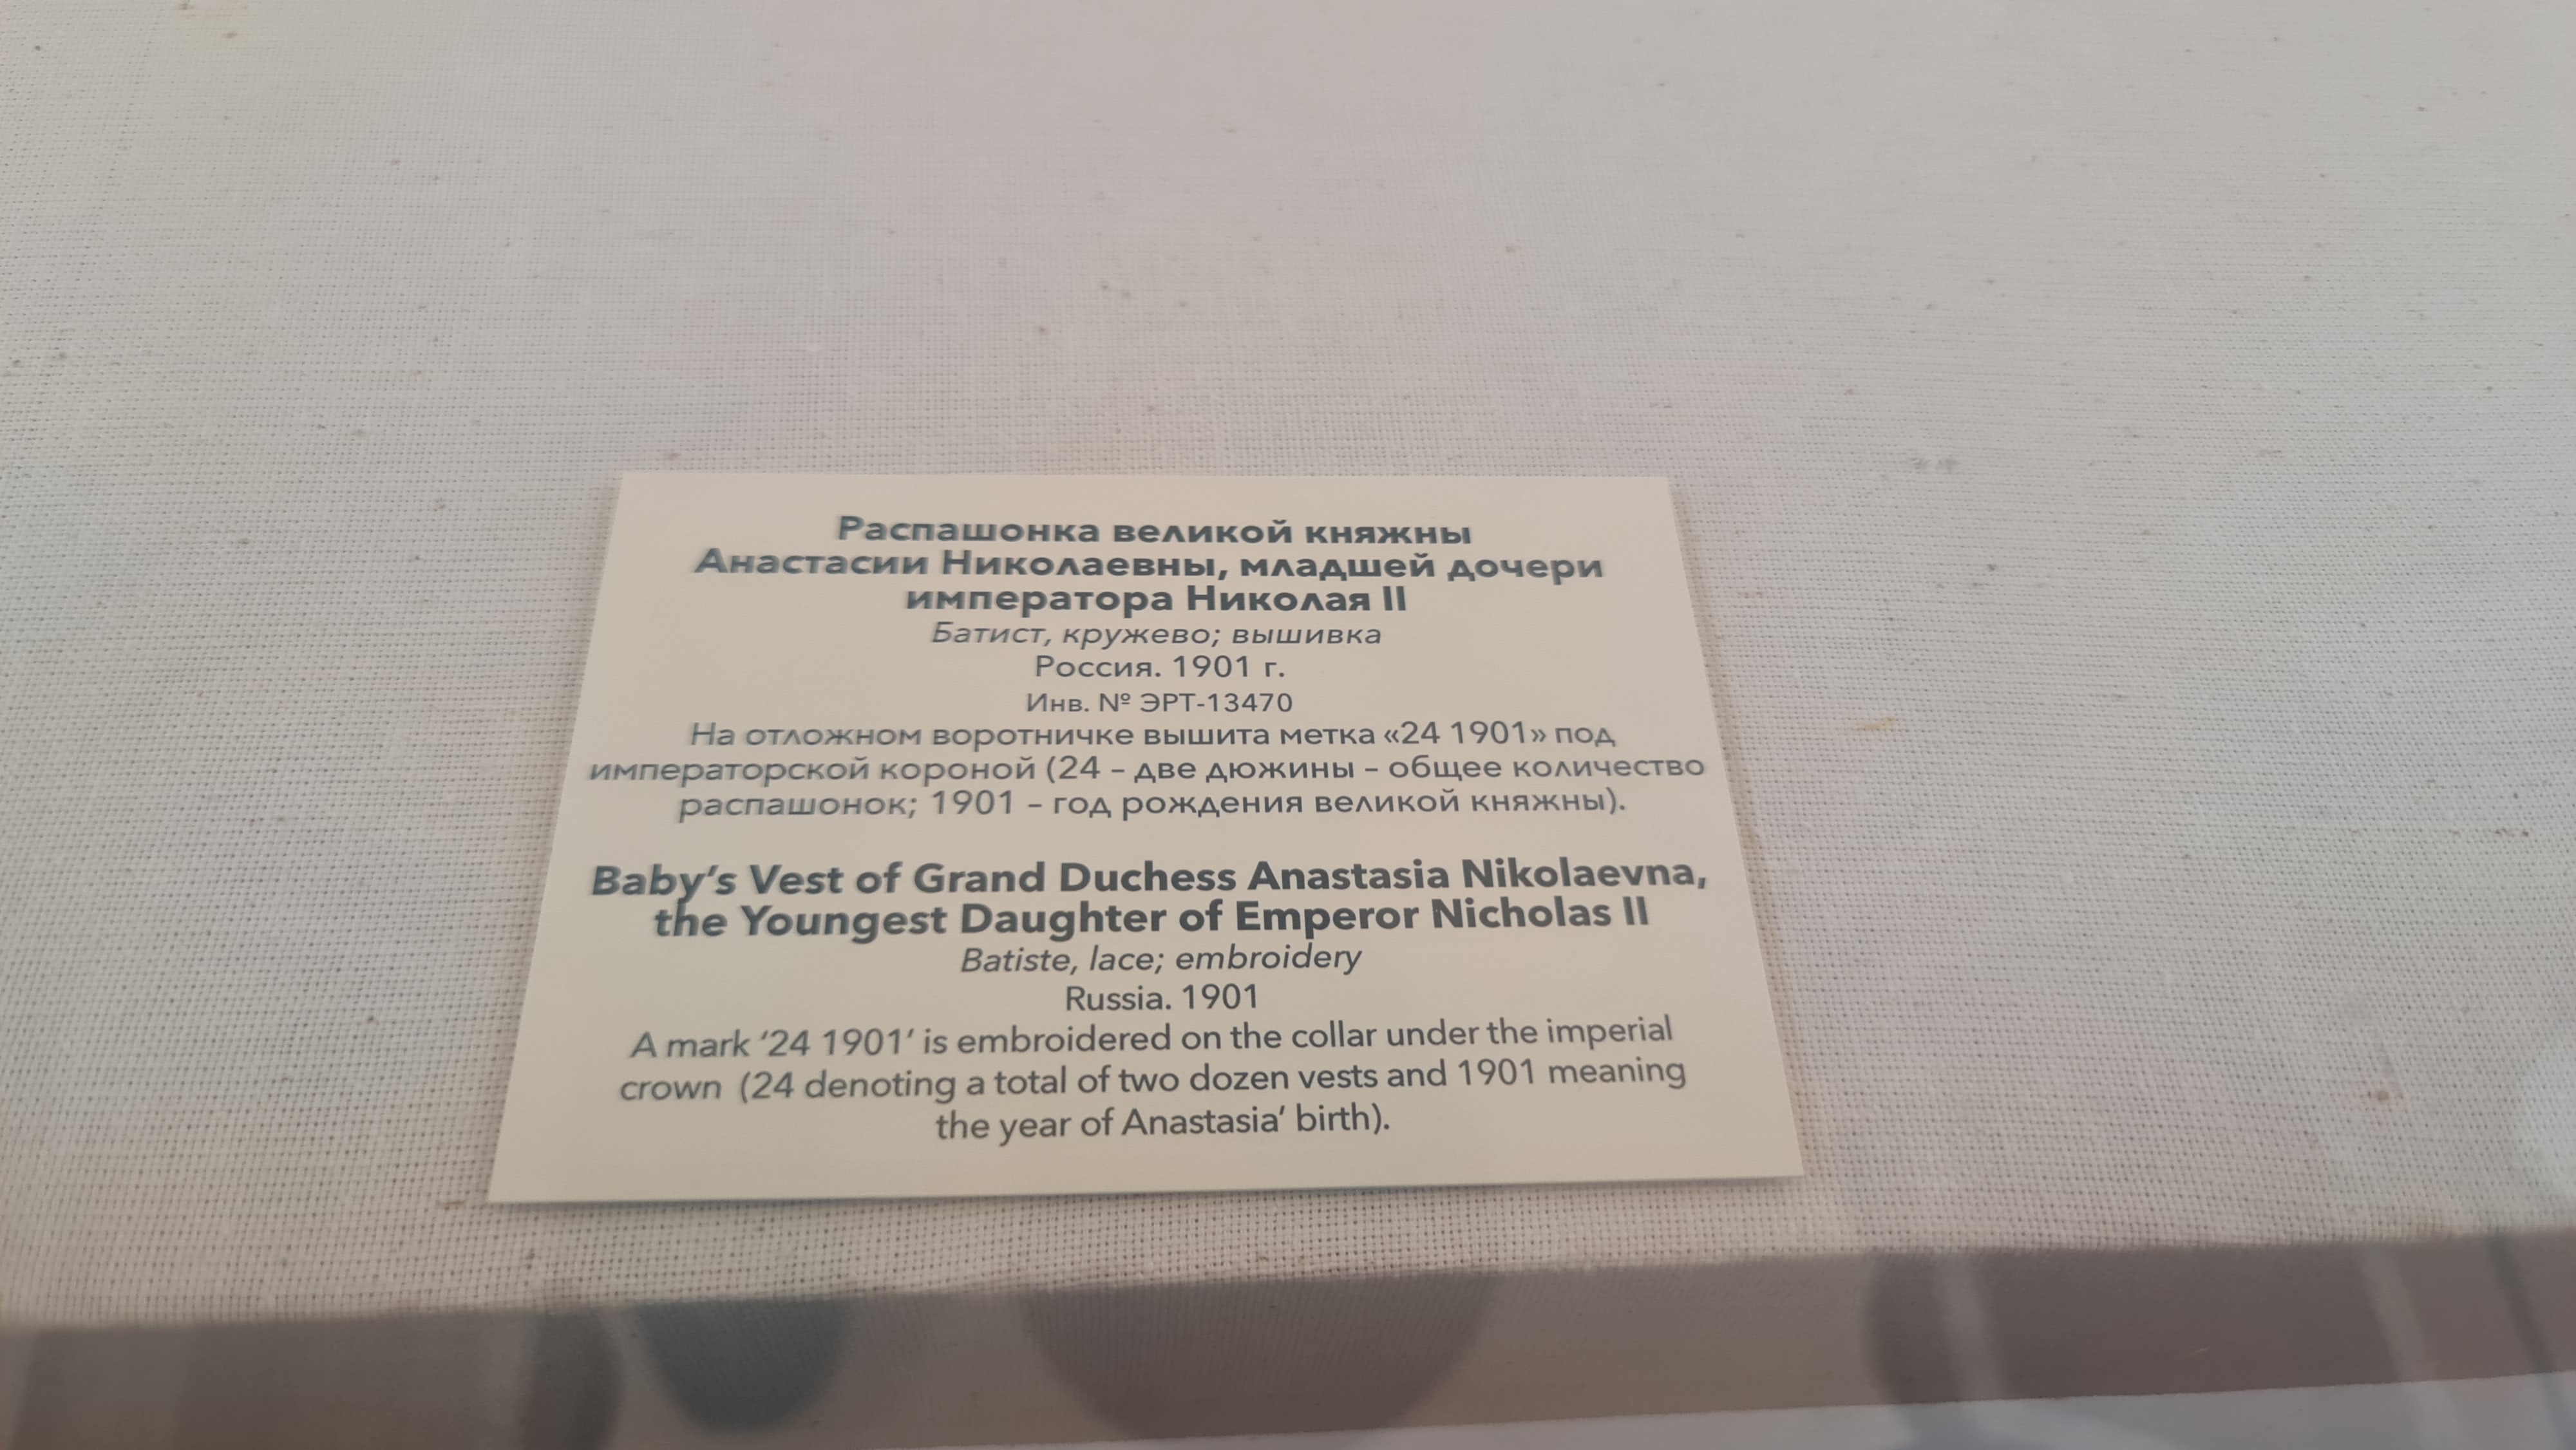 Распашонка великой княжны
Анастасии Николаевны, младшей дочери
императора Николая II
Батист, кружево; вышивка
Россия. 1901 г.
Инв. № ЭРТ-13470
На отложном воротничке вышита метка «24 1901» под
императорской короной (24 – две дюжины – общее количество
распашонок; 1901 – год рождения великой княжны).
Baby’s Vest of Grand Duchess Anastasia Nikolaevna,
the Youngest Daughter of Emperor Nicholas II
Batiste, lace; embroidery
Russia. 1901
A mark ‘24 1901’ is embroidered on the collar under the imperial
crown (24 denoting a total of two dozen vests and 1901 meaning
the year of Anastasia’ birth).